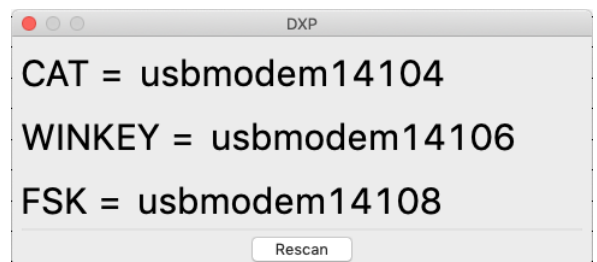 DXP
CAT = usbmodem14104
WINKEY = usbmodem14106
FSK = usbmodem14108
Rescan